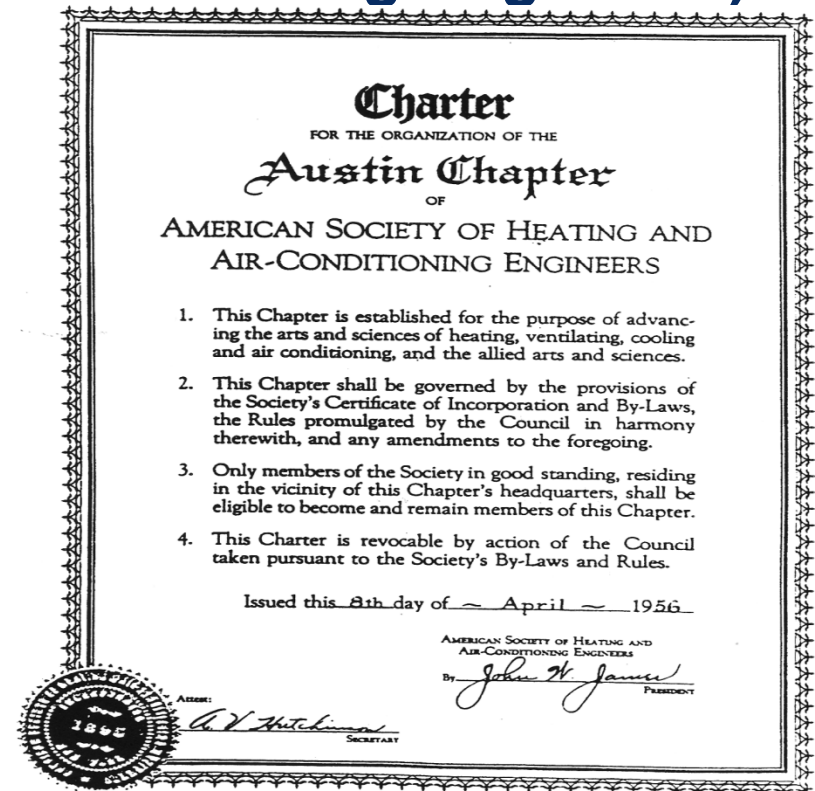 Charter
FOR THE ORGANIZATION OF THE
Austin Chapter
OF
AMERICAN SOCIETY OF HEATING AND
AIR-CONDITIONING ENGINEERS
1. This Chapter is established for the purpose of advanc-
ing the arts and sciences of heating, ventilating, cooling
and air conditioning, and the allied arts and sciences.
2. This Chapter shall be governed by the provisions of
the Society's Certificate of Incorporation and By-Laws,
the Rules promulgated by the Council in harmony
therewith, and any amendments to the foregoing.
3. Only members of the Society in good standing, residing
in the vicinity of this Chapter's headquarters, shall be
eligible to become and remain members of this Chapter.
4. This Charter is revocable by action of the Council
taken pursuant to the Society's By-Laws and Rules.
Issued this 8th day of ~ April ~ 1956
AMERICAN SOCIETY OF HEATING AND
AIR-CONDITIONING ENGINEERS
By John W. James
PRESIDENT
Attest:
A. V. Hutchinson
SECRETARY
1895